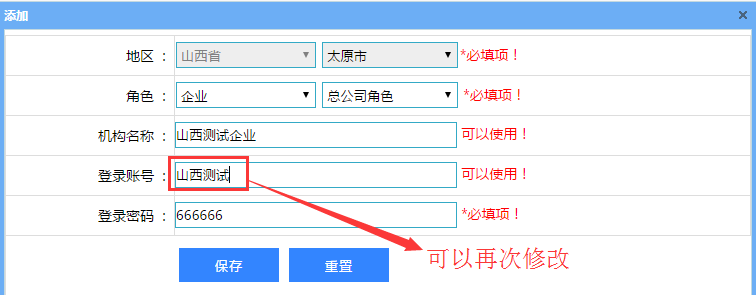 添加
地区： 山西省 太原市 *必填项！
角色： 企业 总公司角色 *必填项！
机构名称： 山西测试企业 可以使用！
登录账号： 山西测试 可以使用！
登录密码： 666666 *必填项！
保存 重置 可以再次修改